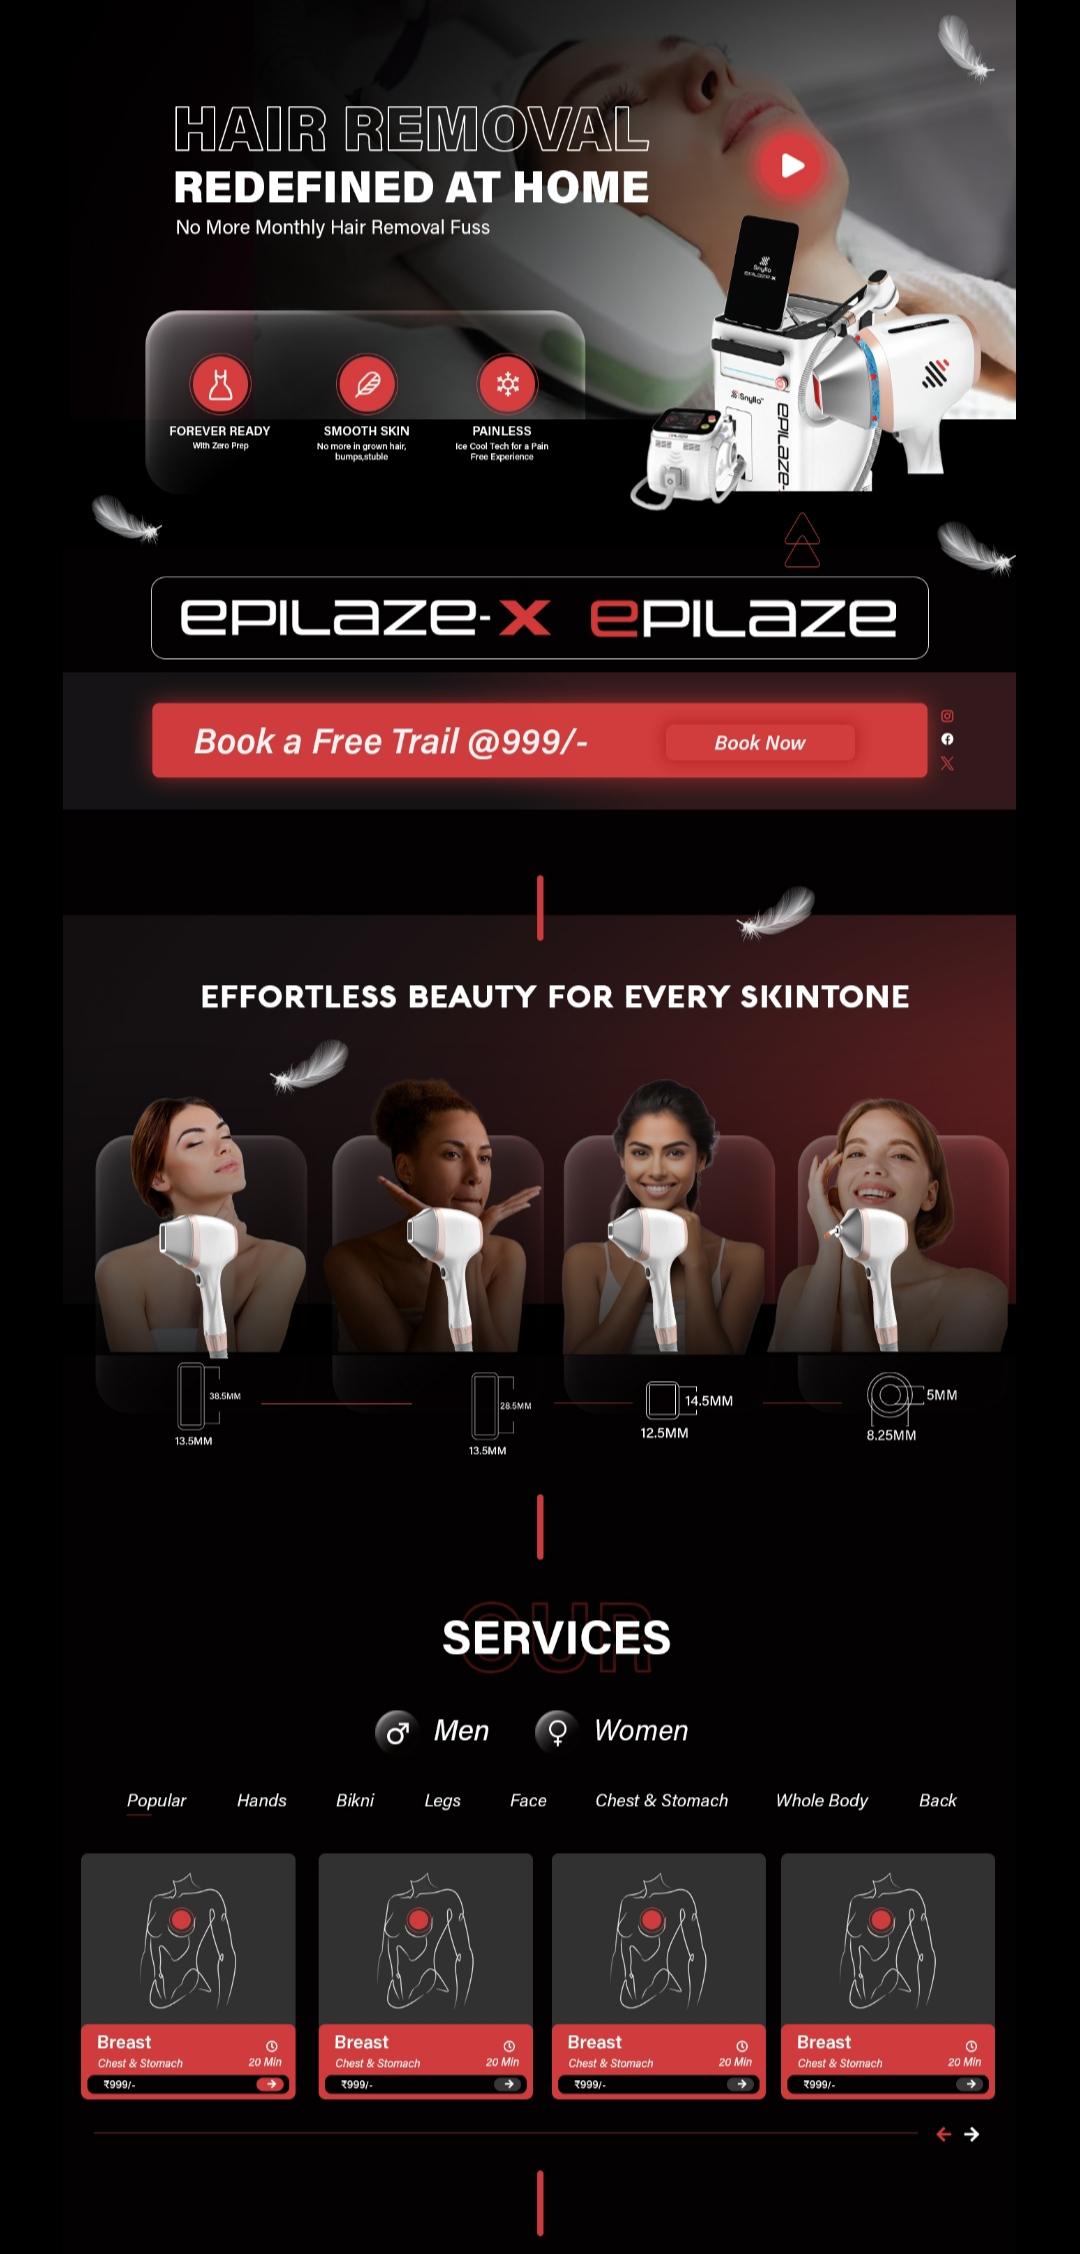 HAIR REMOVAL
REDEFINED AT HOME
No More Monthly Hair Removal Fuss
Snyllo
EPILAZE-X
FOREVER READY
With Zero Prep
SMOOTH SKIN
No more in grown hair,
bumps,stuble
PAINLESS
Ice Cool Tech for a Pain
Free Experience
Snyllo™
EPILAZE-
EPILAZE-X
EPILAZE
Book a Free Trail @999/-
Book Now
EFFORTLESS BEAUTY FOR EVERY SKINTONE
38.5MM
13.5MM
28.5MM
13.5MM
14.5MM
12.5MM
5MM
8.25MM
OUR
SERVICES
Men
Women
Popular
Hands
Bikni
Legs
Face
Chest & Stomach
Whole Body
Back
Breast
Chest & Stomach
20 Min
₹999/-
Breast
Chest & Stomach
20 Min
₹999/-
Breast
Chest & Stomach
20 Min
₹999/-
Breast
Chest & Stomach
20 Min
₹999/-